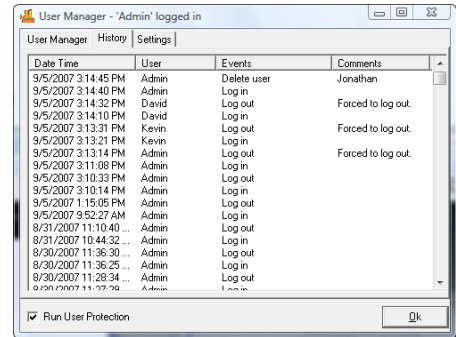 User Manager - 'Admin' logged in
User Manager History Settings
Date Time User Events Comments
9/5/2007 3:14:45 PM Admin Delete user Jonathan
9/5/2007 3:14:40 PM Admin Log in
9/5/2007 3:14:32 PM David Log out Forced to log out.
9/5/2007 3:14:10 PM David Log in
9/5/2007 3:13:31 PM Kevin Log out Forced to log out.
9/5/2007 3:13:21 PM Kevin Log in
9/5/2007 3:13:14 PM Admin Log out Forced to log out.
9/5/2007 3:11:08 PM Admin Log in
9/5/2007 3:10:33 PM Admin Log out
9/5/2007 3:10:14 PM Admin Log in
9/5/2007 1:15:05 PM Admin Log out
9/5/2007 9:52:27 AM Admin Log in
8/31/2007 11:10:40 ... Admin Log out
8/31/2007 10:44:32 ... Admin Log in
8/30/2007 11:36:30 ... Admin Log out
8/30/2007 11:36:25 ... Admin Log in
8/30/2007 11:28:34 ... Admin Log out
8/30/2007 11:27:29 Admin Log in
Run User Protection Ok